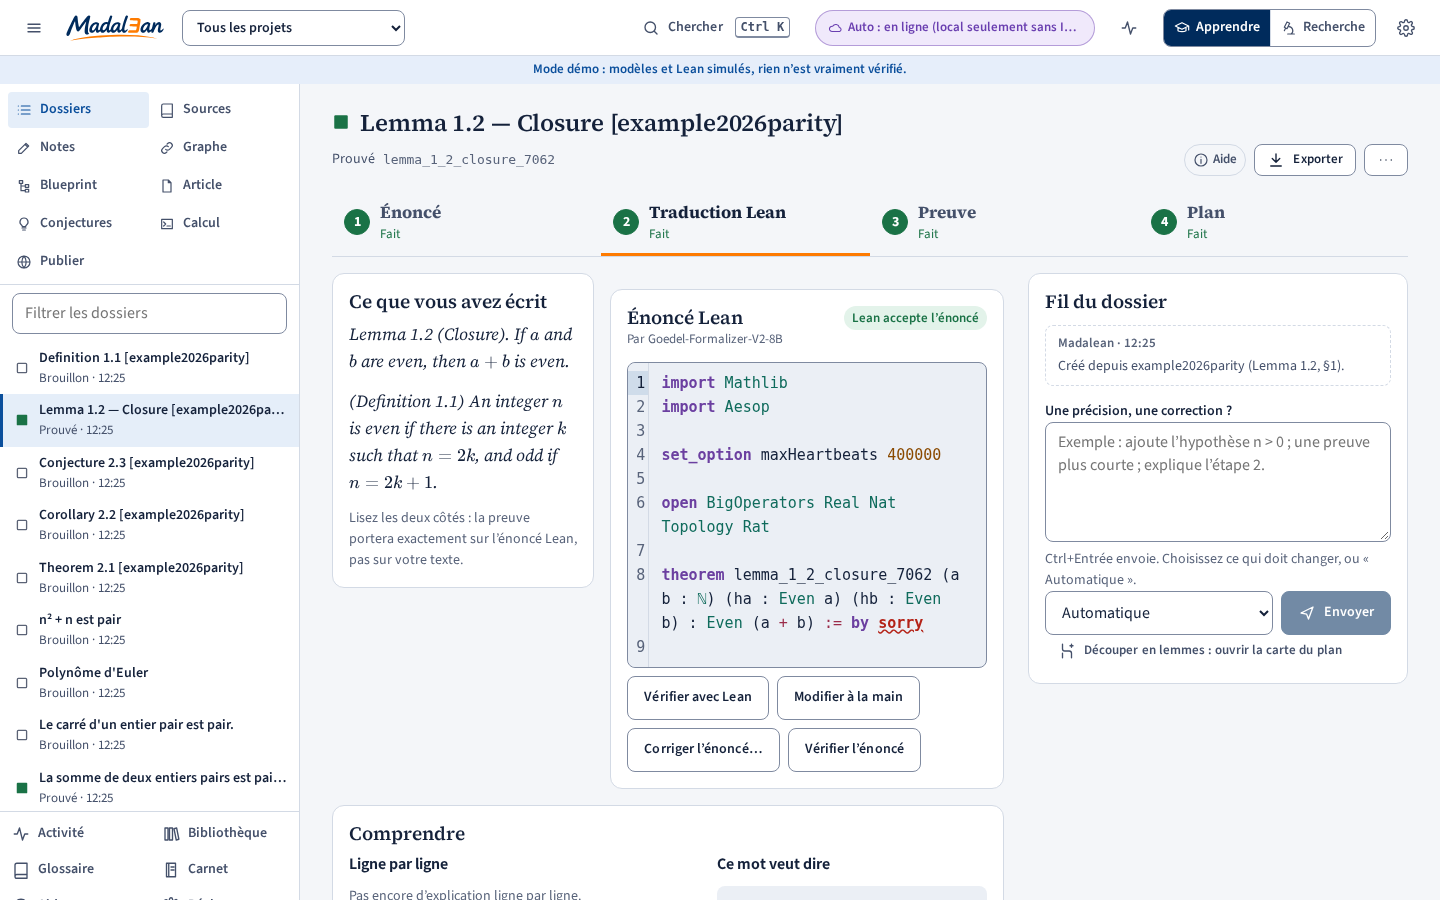 Madalean
Tous les projets
Chercher
Ctrl K
Auto : en ligne (local seulement sans l…
Apprendre
Recherche
Mode démo : modèles et Lean simulés, rien n’est vraiment vérifié.
Dossiers
Sources
Notes
Graphe
Blueprint
Article
Conjectures
Calcul
Publier
Filtrer les dossiers
Definition 1.1 [example2026parity]
Brouillon · 12:25
Lemma 1.2 — Closure [example2026pa…
Prouvé · 12:25
Conjecture 2.3 [example2026parity]
Brouillon · 12:25
Corollary 2.2 [example2026parity]
Brouillon · 12:25
Theorem 2.1 [example2026parity]
Brouillon · 12:25
n² + n est pair
Brouillon · 12:25
Polynôme d'Euler
Brouillon · 12:25
Le carré d'un entier pair est pair.
Brouillon · 12:25
La somme de deux entiers pairs est pai…
Prouvé · 12:25
Activité
Bibliothèque
Glossaire
Carnet
Lemma 1.2 — Closure [example2026parity]
Prouvé lemma_1_2_closure_7062
Aide
Exporter
···
1 Énoncé
Fait
2 Traduction Lean
Fait
3 Preuve
Fait
4 Plan
Fait
Ce que vous avez écrit
Lemma 1.2 (Closure). If a and
b are even, then a + b is even.
(Definition 1.1) An integer n
is even if there is an integer k
such that n = 2k, and odd if
n = 2k + 1.
Lisez les deux côtés : la preuve
portera exactement sur l’énoncé Lean,
pas sur votre texte.
Énoncé Lean
Lean accepte l’énoncé
Par Goedel-Formalizer-V2-8B
1 import Mathlib
2 import Aesop
3
4 set_option maxHeartbeats 400000
5
6 open BigOperators Real Nat
Topology Rat
7
8 theorem lemma_1_2_closure_7062 (a
b : ℕ) (ha : Even a) (hb : Even
b) : Even (a + b) := by sorry
9
Vérifier avec Lean
Modifier à la main
Corriger l’énoncé…
Vérifier l’énoncé
Comprendre
Ligne par ligne
Pas encore d’explication ligne par ligne.
Ce mot veut dire
Fil du dossier
Madalean · 12:25
Créé depuis example2026parity (Lemma 1.2, §1).
Une précision, une correction ?
Exemple : ajoute l’hypothèse n > 0 ; une preuve
plus courte ; explique l’étape 2.
Ctrl+Entrée envoie. Choisissez ce qui doit changer, ou «
Automatique ».
Automatique
Envoyer
Découper en lemmes : ouvrir la carte du plan